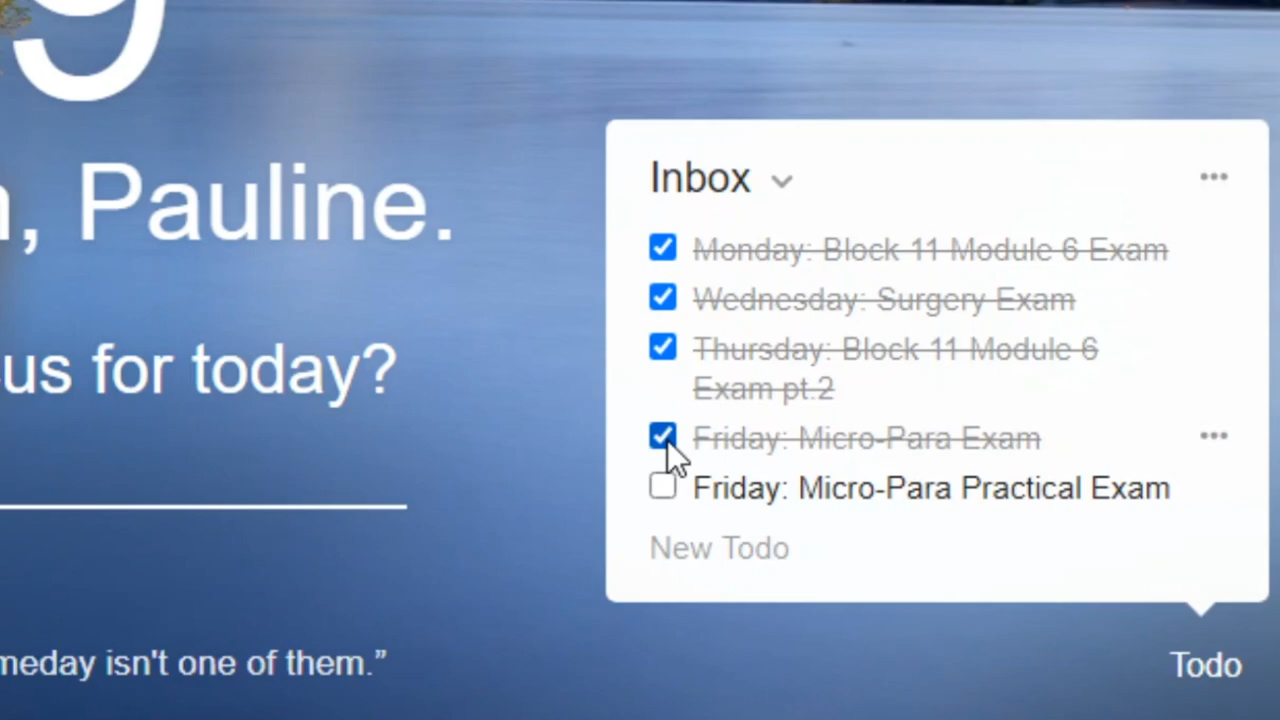 9
, Pauline.
us for today?
isn't one of them.”
Inbox
Monday: Block 11 Module 6 Exam
Wednesday: Surgery Exam
Thursday: Block 11 Module 6
Exam pt.2
Friday: Micro-Para Exam
Friday: Micro-Para Practical Exam
New Todo
Todo